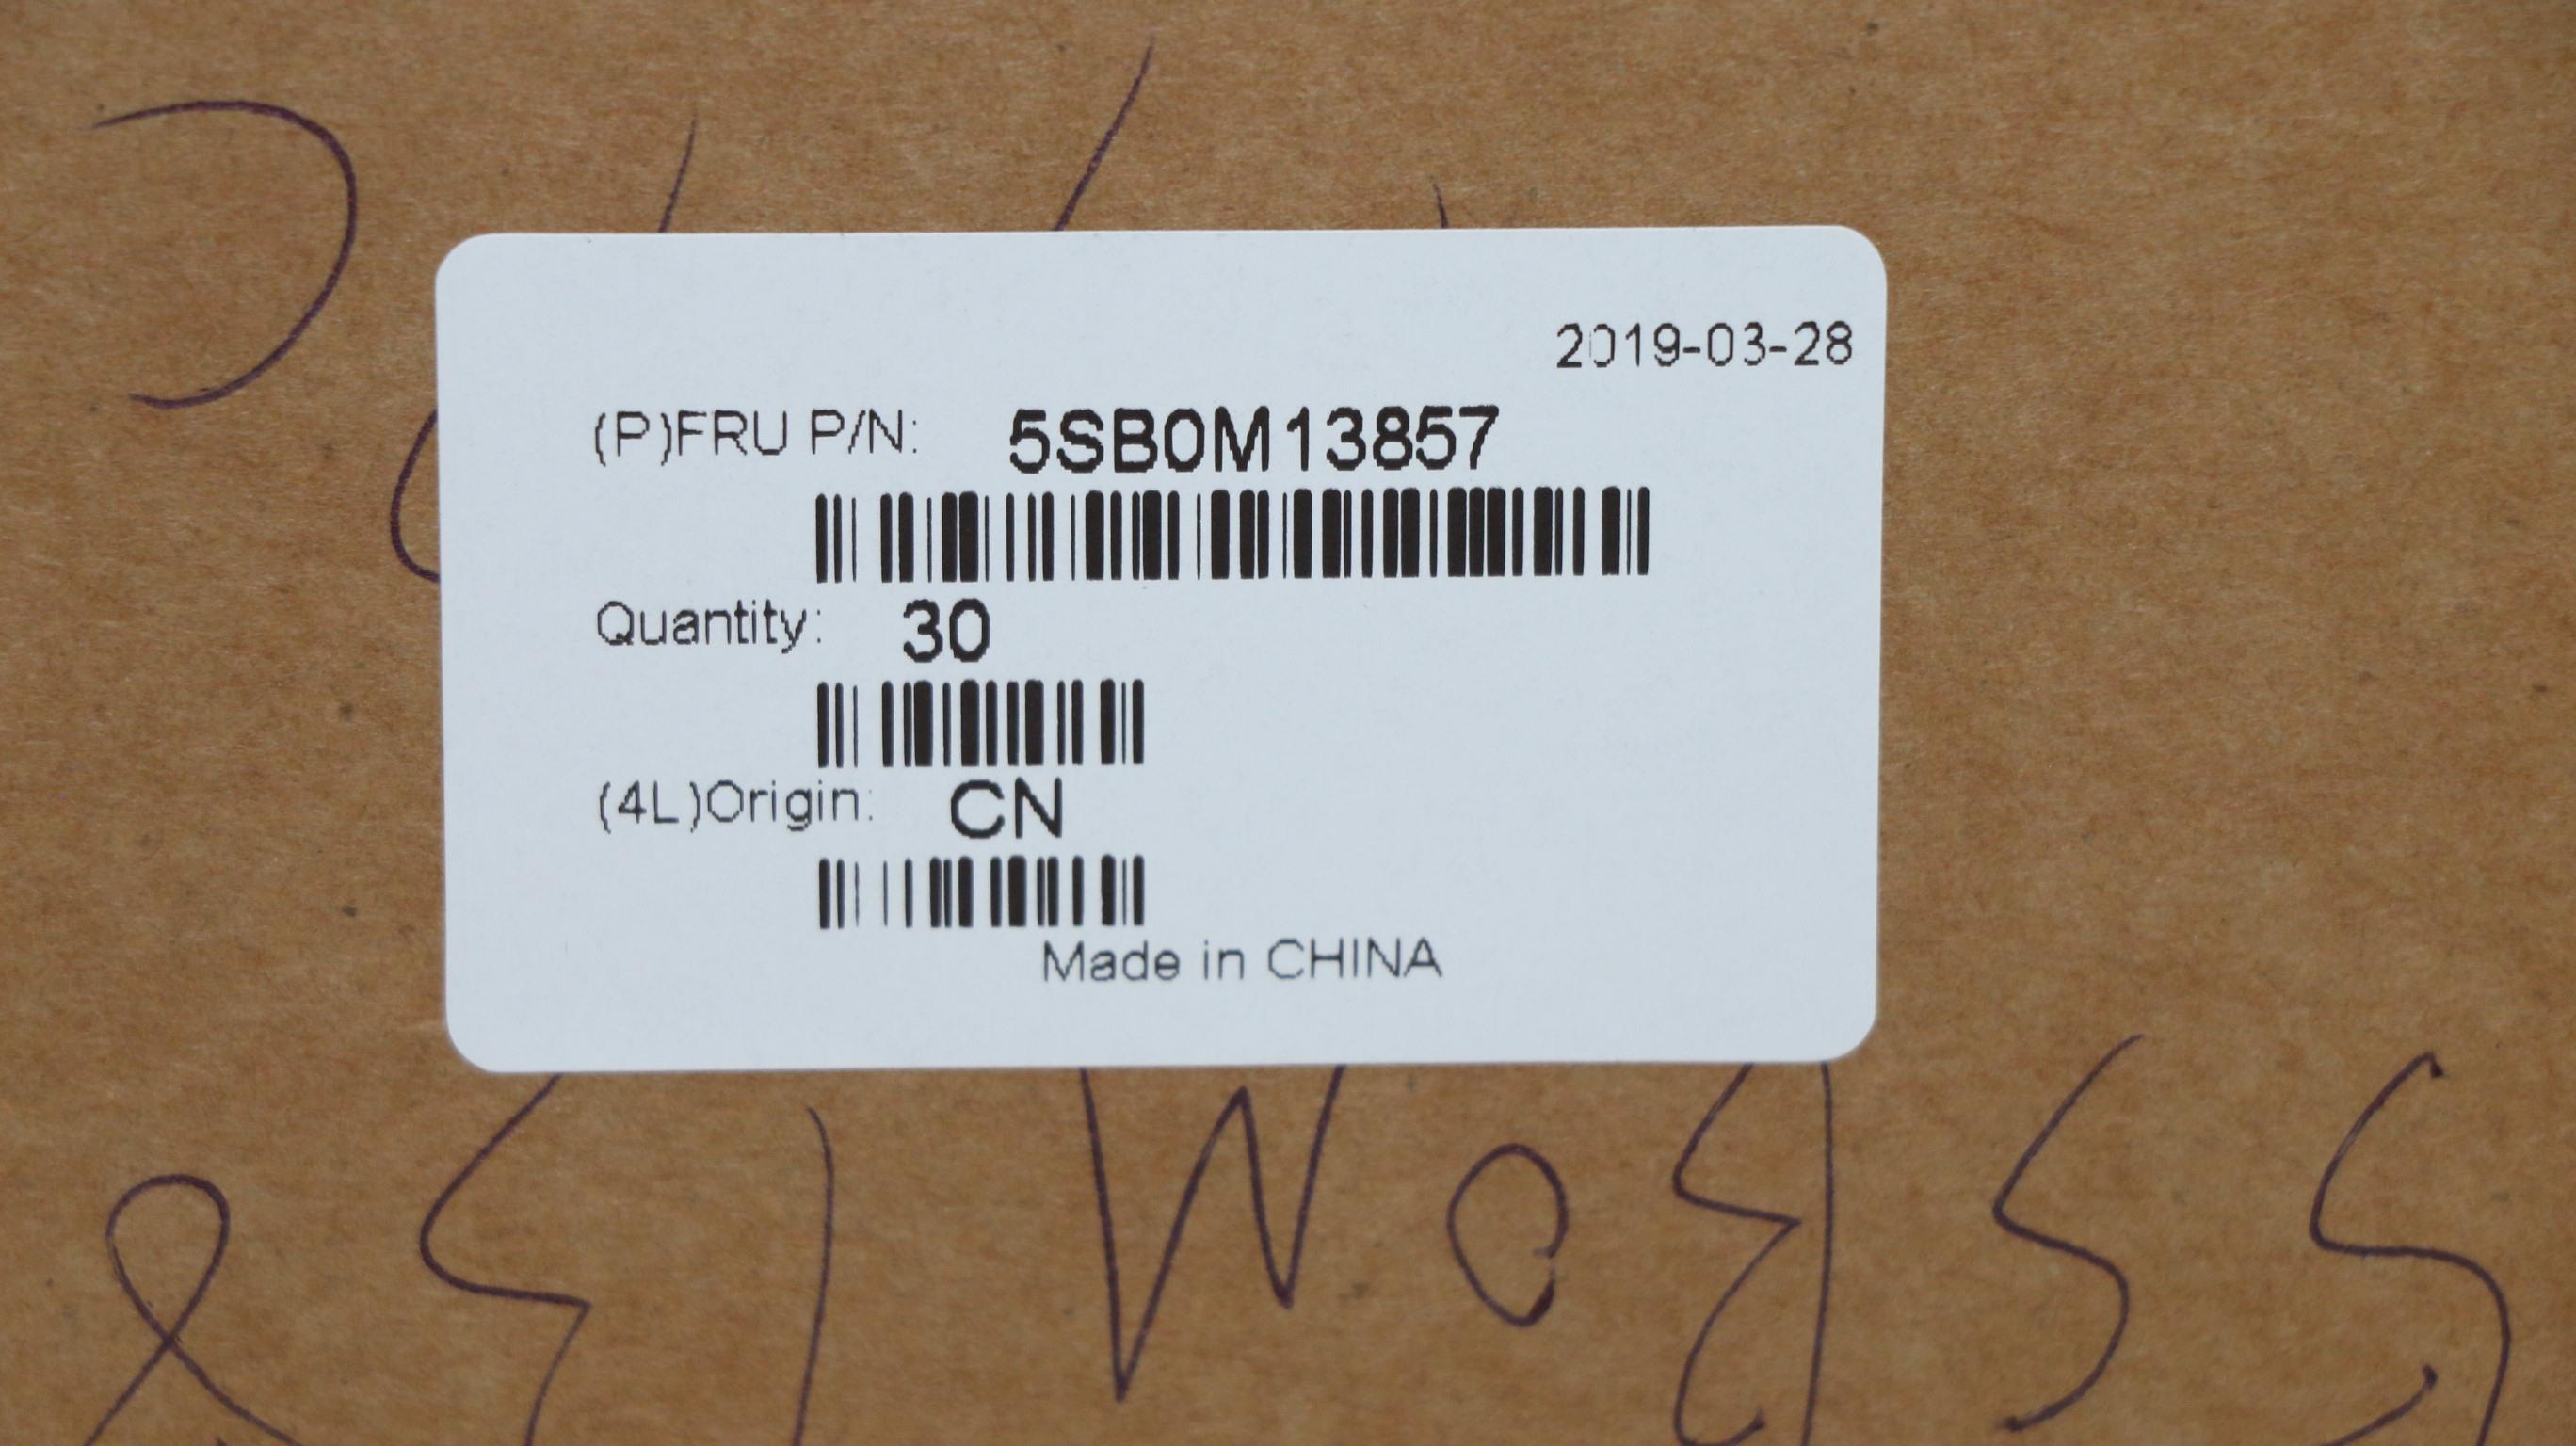 2019-03-28
(P)FRU P/N: 5SB0M13857
Quantity: 30
(4L)Origin: CN
Made in CHINA